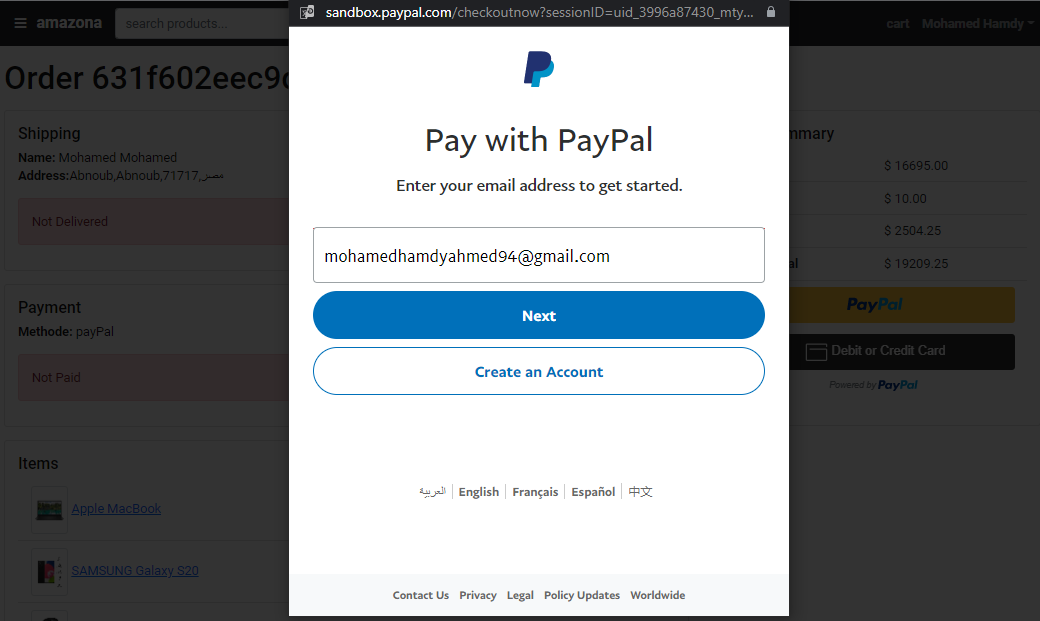 sandbox.paypal.com/checkoutnow?sessionID=uid_3996a87430_mty...
amazona
search products...
cart Mohamed Hamdy
Order 631f602eec9
Shipping
Name: Mohamed Mohamed
Address:Abnoub,Abnoub,71717,مصر
Not Delivered
Payment
Methode: payPal
Not Paid
Items
Apple MacBook
SAMSUNG Galaxy S20
Pay with PayPal
Enter your email address to get started.
mohamedhamdyahmed94@gmail.com
Next
Create an Account
العربية English Français Español 中文
Contact Us Privacy Legal Policy Updates Worldwide
mmary
$ 16695.00
$ 10.00
$ 2504.25
al $ 19209.25
PayPal
Debit or Credit Card
Powered by PayPal